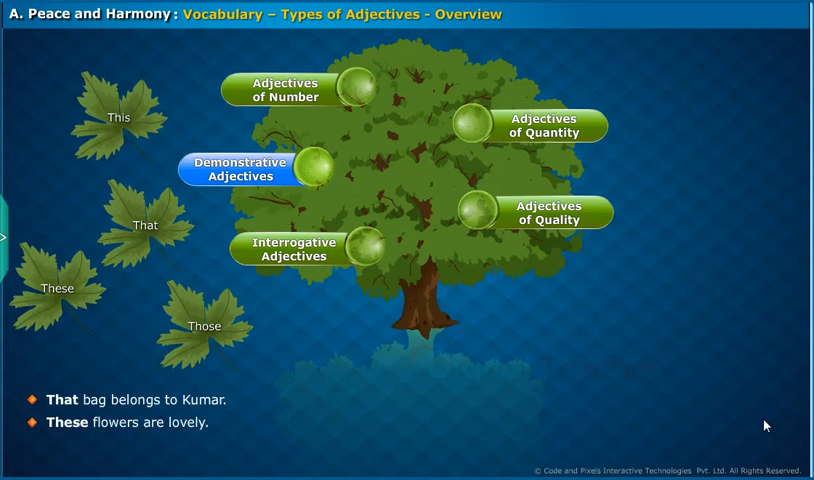 A. Peace and Harmony : Vocabulary – Types of Adjectives - Overview
Adjectives
of Number
Adjectives
of Quantity
This
Demonstrative
Adjectives
Adjectives
of Quality
That
Interrogative
Adjectives
These
Those
That bag belongs to Kumar.
These flowers are lovely.
© Code and Pixels Interactive Technologies Pvt. Ltd. All Rights Reserved.